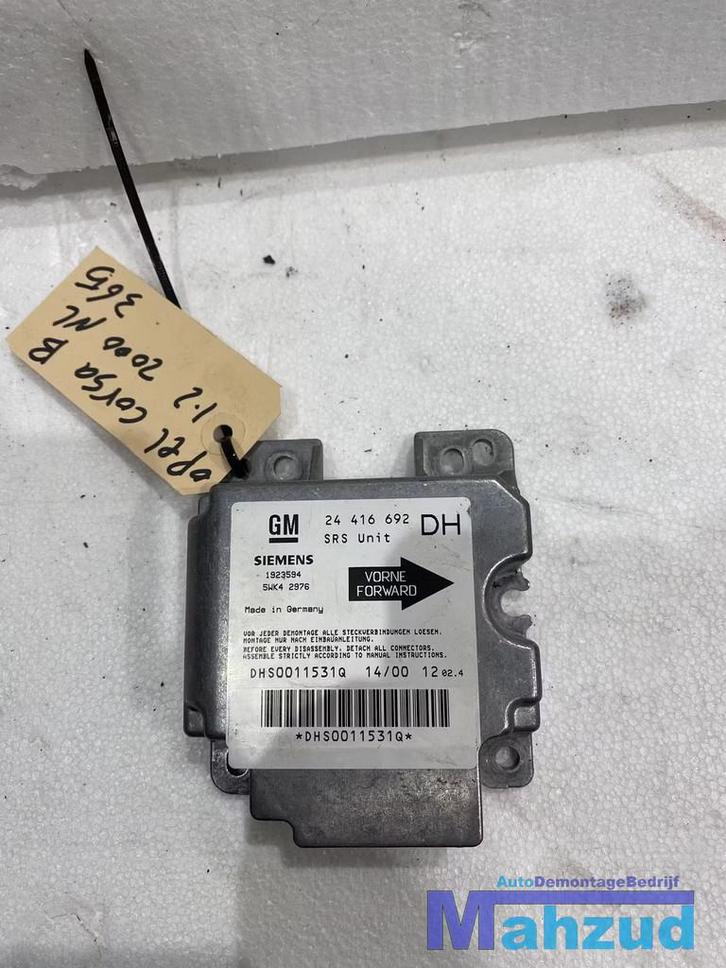 opel Corsa B
1.2 2000 NL
365
GM
24 416 692 DH
SRS Unit
SIEMENS
1923594
5WK4 2976
VORNE
FORWARD
Made in Germany
VOR JEDER DEMONTAGE ALLE STECKVERBINDUNGEN LOESEN.
MONTAGE NUR NACH EINBAUANLEITUNG.
BEFORE EVERY DISASSEMBLY, DETACH ALL CONNECTORS.
ASSEMBLE STRICTLY ACCORDING TO MANUAL INSTRUCTIONS.
DHS0011531Q 14/00 12 02.4
*DHS0011531Q*
AutoDemontageBedrijf
Mahzud